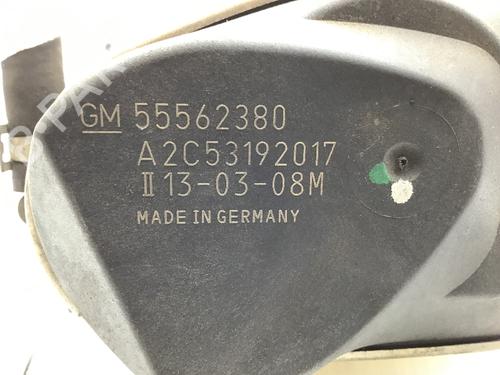 GM 55562380
A2C53192017
II 13-03-08M
MADE IN GERMANY